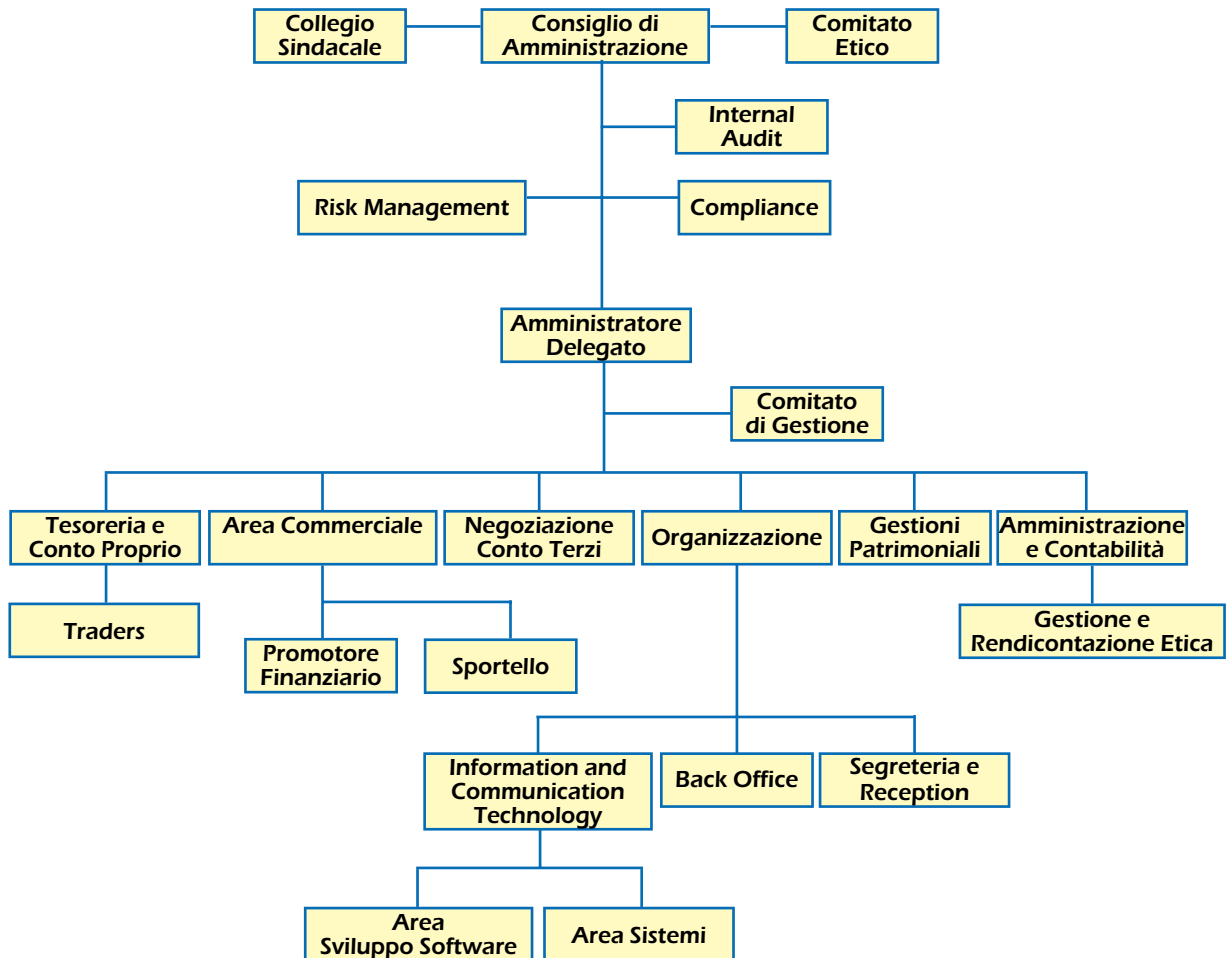 Collegio
Sindacale
Consiglio di
Amministrazione
Comitato
Etico
Internal
Audit
Risk Management
Compliance
Amministratore
Delegato
Comitato
di Gestione
Tesoreria e
Conto Proprio
Area Commerciale
Negoziazione
Conto Terzi
Organizzazione
Gestioni
Patrimoniali
Amministrazione
e Contabilità
Traders
Promotore
Finanziario
Sportello
Gestione e
Rendicontazione Etica
Information and
Communication
Technology
Back Office
Segreteria e
Reception
Area
Sviluppo Software
Area Sistemi